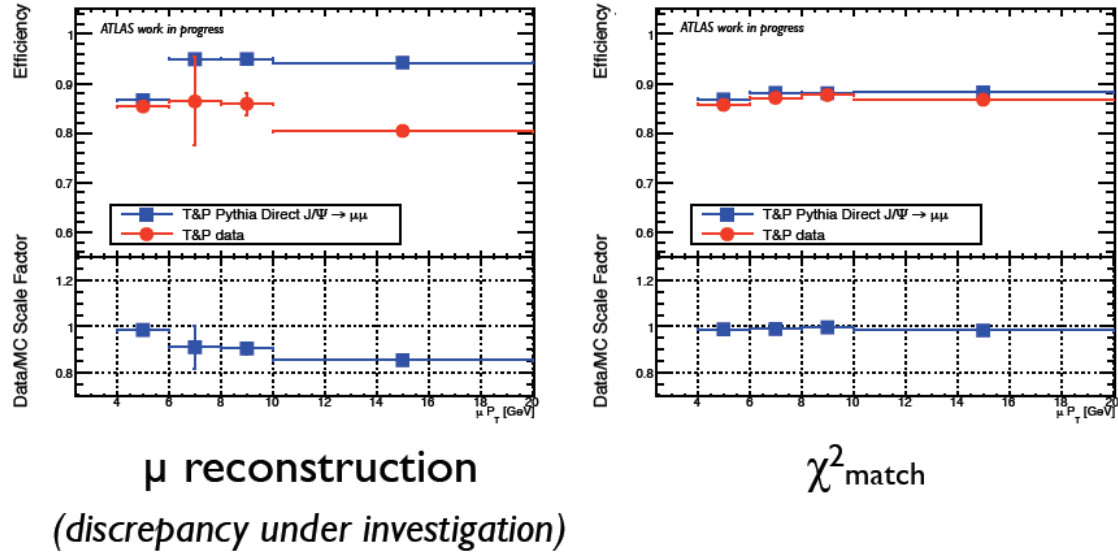 ATLAS work in progress
Efficiency
1
0.9
0.8
0.7
0.6
T&P Pythia Direct J/Ψ → μμ
T&P data
Data/MC Scale Factor
1.2
1
0.8
4 6 8 10 12 14 16 18 20
μ P_T [GeV]
μ reconstruction
(discrepancy under investigation)
ATLAS work in progress
Efficiency
1
0.9
0.8
0.7
0.6
T&P Pythia Direct J/Ψ → μμ
T&P data
Data/MC Scale Factor
1.2
1
0.8
4 6 8 10 12 14 16 18 20
μ P_T [GeV]
χ² match